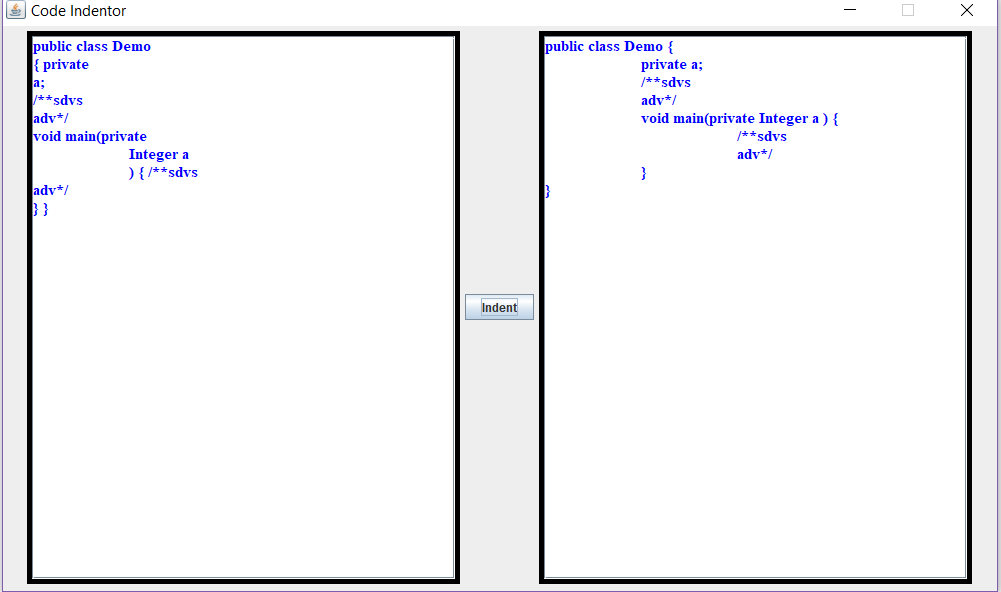 Code Indentor
public class Demo
{ private
a;
/**sdvs
adv*/
void main(private
Integer a
) { /**sdvs
adv*/
} }
Indent
public class Demo {
private a;
/**sdvs
adv*/
void main(private Integer a ) {
/**sdvs
adv*/
}
}